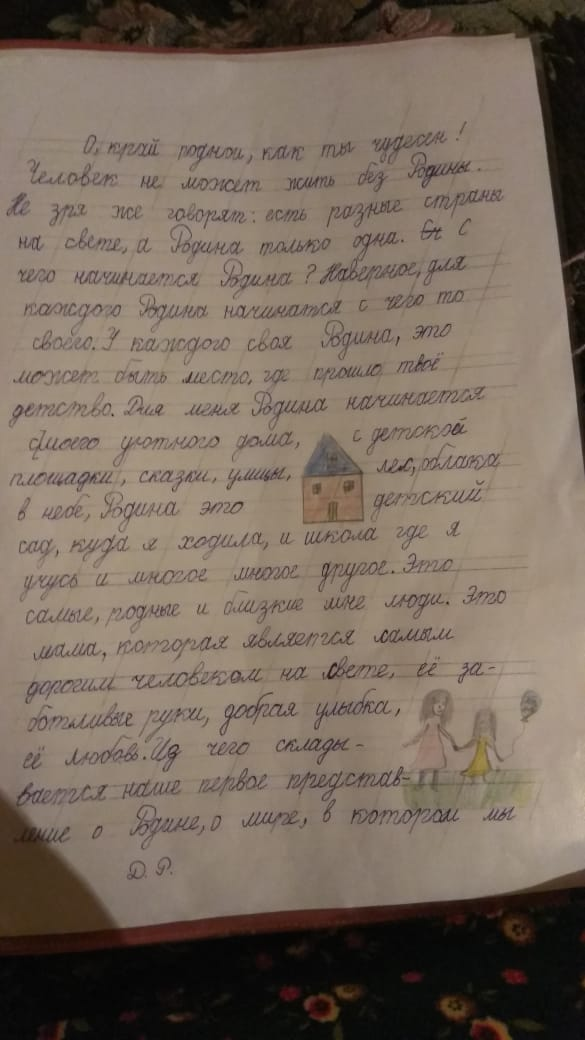 О, край родной, как ты чудесен!
Человек не может жить без Родины.
Не зря же говорят: есть разные страны
на свете, а Родина только одна. С
чего начинается Родина? Наверное, для
каждого Родина начинатся с чего то
своего. У каждого своя Родина, это
может быть место, где прошло твоё
детство. Для меня Родина начинается
с моего уютного дома, с детской
площадки, сказки, улицы, лес, облака
в небе, Родина это детский
сад, куда я ходила, и школа где я
учусь и многое многое другое. Это
самые, родные и близкие мне люди. Это
мама, которая является самым
дорогим человеком на свете, её за-
ботливые руки, добрая улыбка,
её любовь. Из чего склады-
вается наше первое представ-
ление о Родине, о мире, в котором мы
Д. Р.